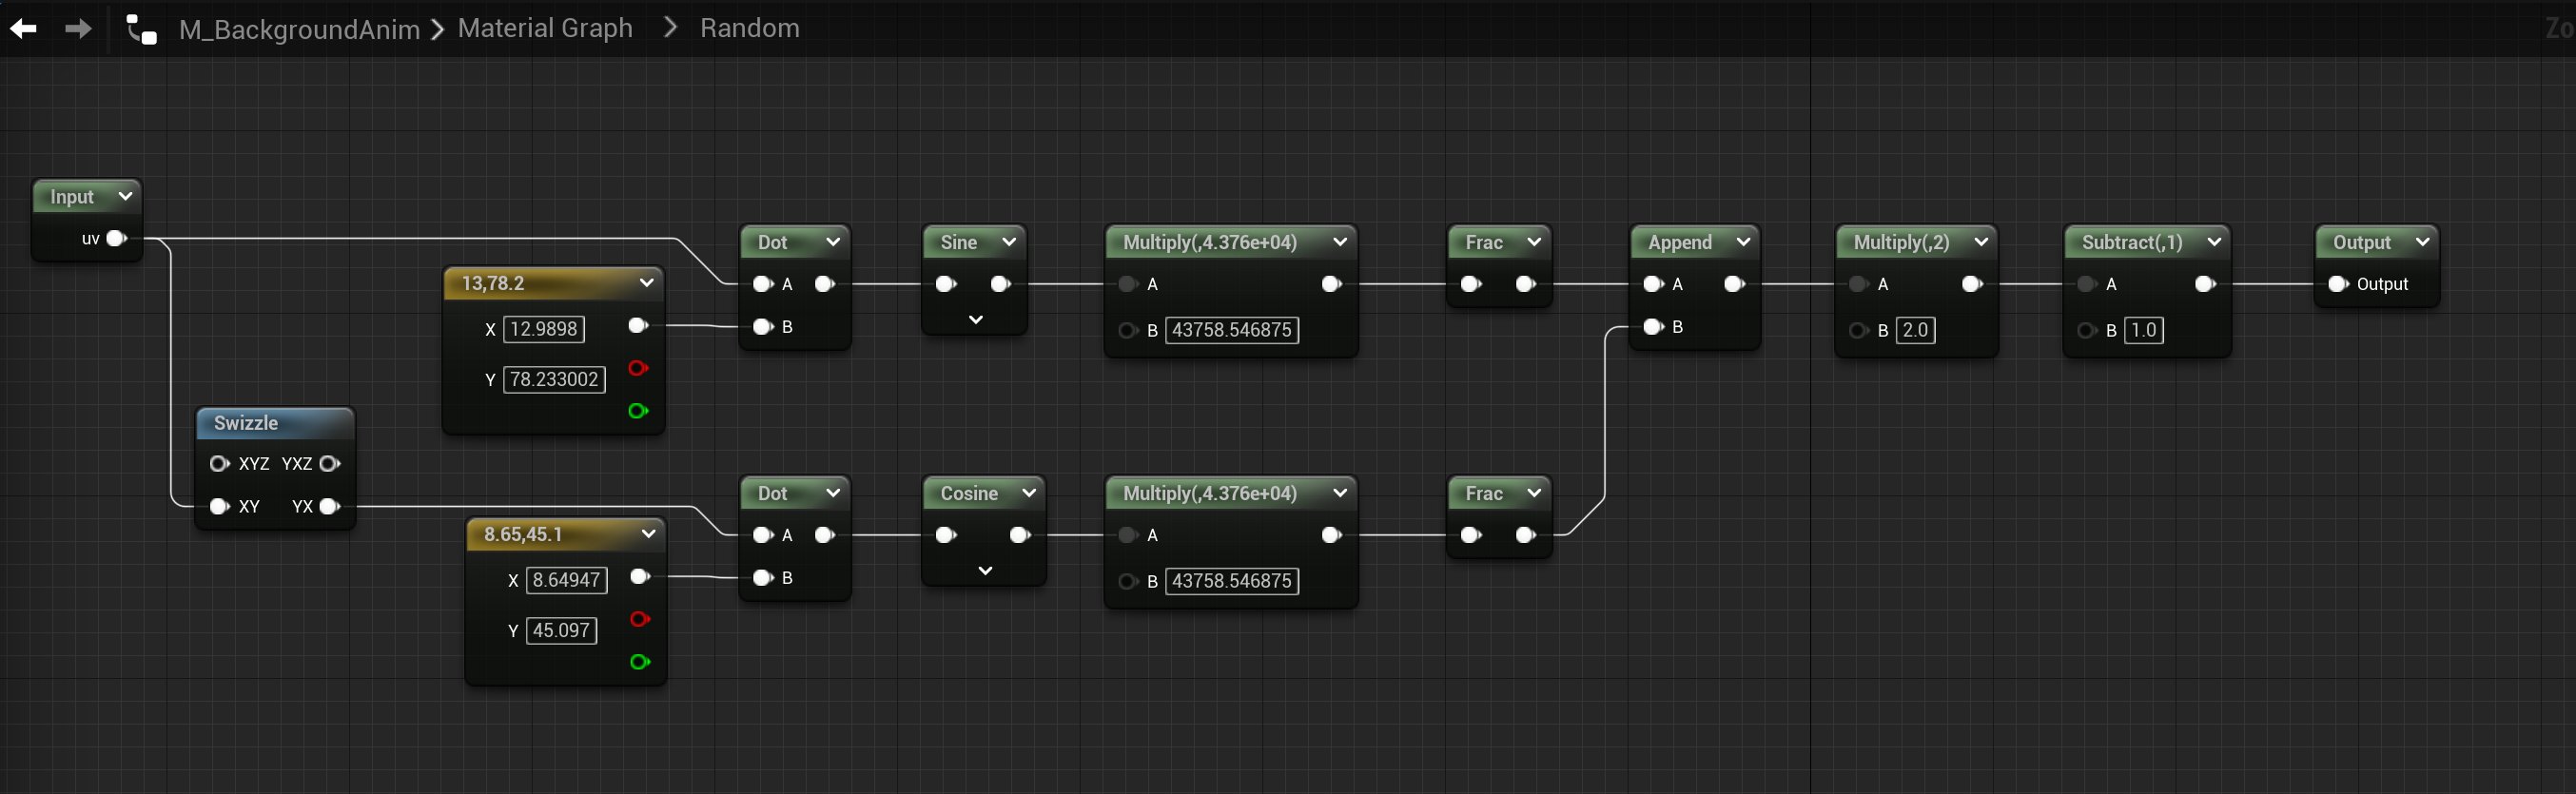 M_BackgroundAnim > Material Graph > Random
Zo
Input
uv
13,78.2
X 12.9898
Y 78.233002
Dot
A
B
Sine
Multiply(,4.376e+04)
A
B 43758.546875
Frac
Append
A
B
Multiply(,2)
A
B 2.0
Subtract(,1)
A
B 1.0
Output
Output
Swizzle
XYZ YXZ
XY YX
8.65,45.1
X 8.64947
Y 45.097
Dot
A
B
Cosine
Multiply(,4.376e+04)
A
B 43758.546875
Frac